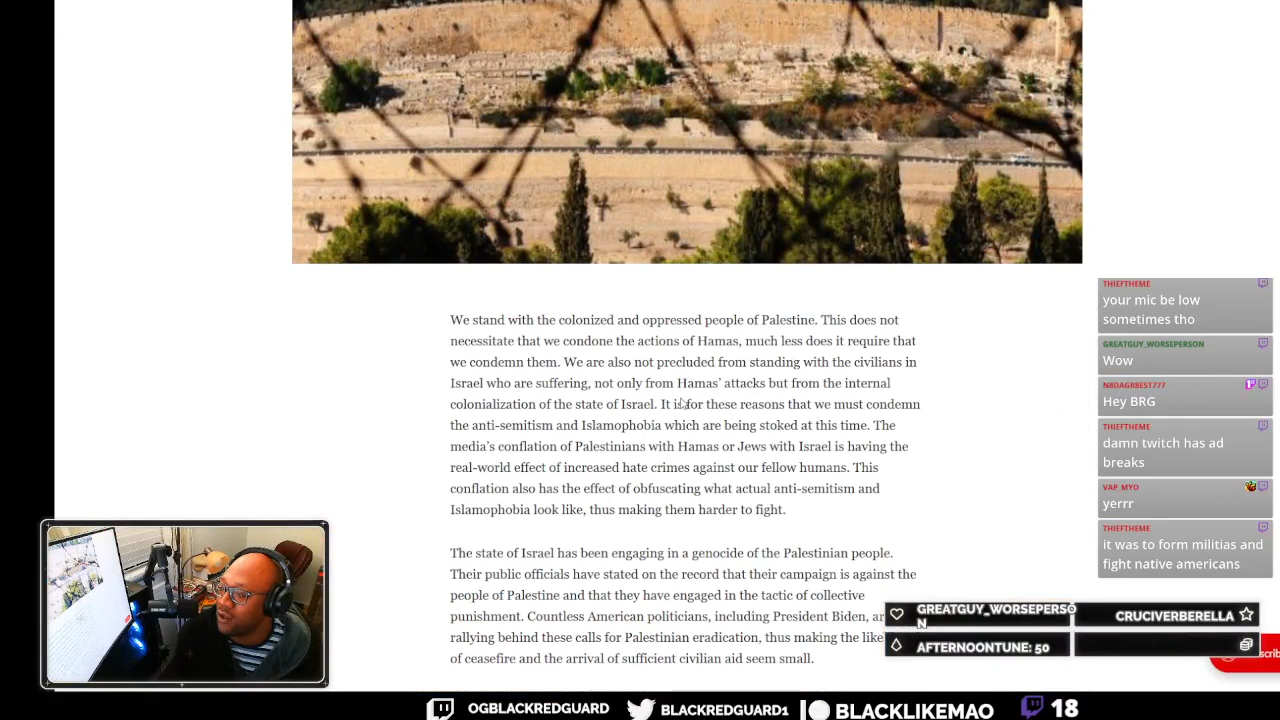 We stand with the colonized and oppressed people of Palestine. This does not
necessitate that we condone the actions of Hamas, much less does it require that
we condemn them. We are also not precluded from standing with the civilians in
Israel who are suffering, not only from Hamas' attacks but from the internal
colonialization of the state of Israel. It is for these reasons that we must condemn
the anti-semitism and Islamophobia which are being stoked at this time. The
media's conflation of Palestinians with Hamas or Jews with Israel is having the
real-world effect of increased hate crimes against our fellow humans. This
conflation also has the effect of obfuscating what actual anti-semitism and
Islamophobia look like, thus making them harder to fight.
The state of Israel has been engaging in a genocide of the Palestinian people.
Their public officials have stated on the record that their campaign is against the
people of Palestine and that they have engaged in the tactic of collective
punishment. Countless American politicians, including President Biden,
rallying behind these calls for Palestinian eradication, thus making the
of ceasefire and the arrival of sufficient civilian aid seem small.
THIEFTHEME
your mic be low
sometimes tho
GREATGUY_WORSEPERSON
Wow
N8DAGR8EST777
Hey BRG
THIEFTHEME
damn twitch has ad
breaks
VAP_MYO
yerrr
THIEFTHEME
it was to form militias and
fight native americans
GREATGUY_WORSEPERSO
N
CRUCIVERBERELLA
AFTERNOONTUNE: 50
OGBLACKREDGUARD
BLACKREDGUARD1
BLACKLIKEMAO
18